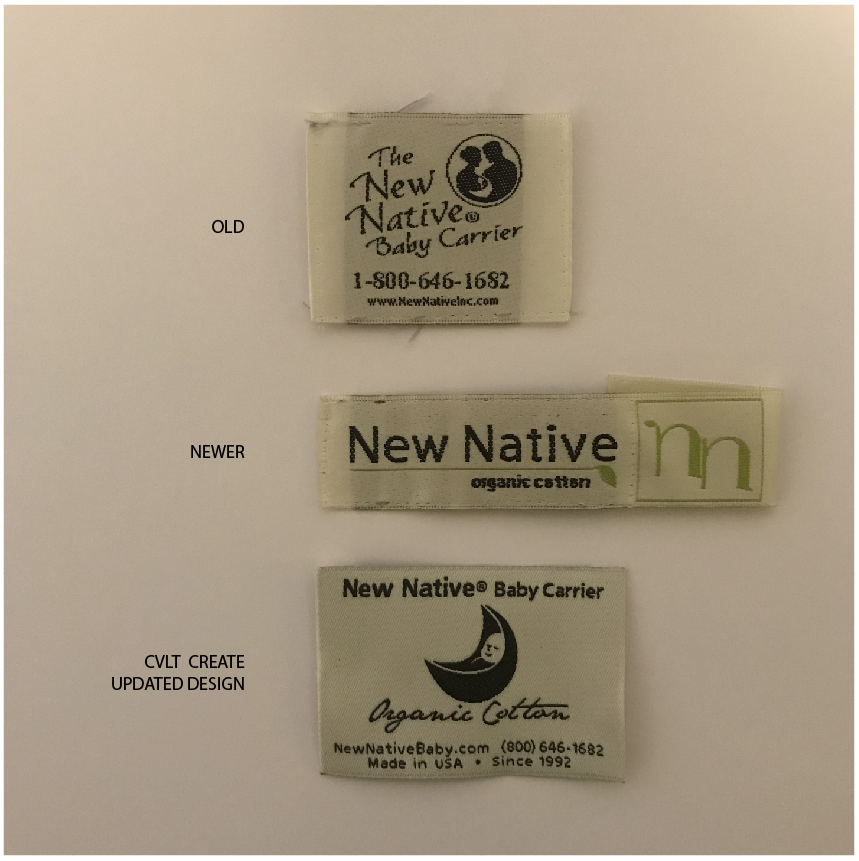 OLD
The
New
Native®
Baby Carrier
1-800-646-1682
www.NewNativeInc.com
NEWER
New Native
organic cotton
nn
CVLT CREATE
UPDATED DESIGN
New Native® Baby Carrier
Organic Cotton
NewNativeBaby.com (800) 646-1682
Made in USA • Since 1992